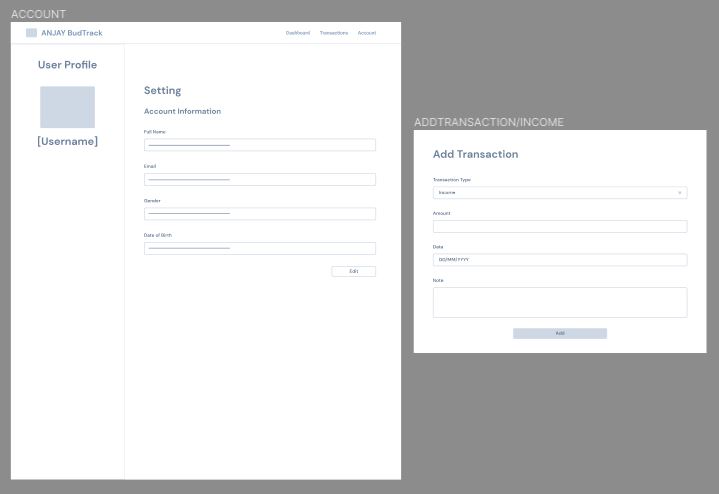 ACCOUNT
ANJAY BudTrack
Dashboard Transactions Account
User Profile
[Username]
Setting
Account Information
Full Name
Email
Gender
Date of Birth
Edit
ADDTRANSACTION/INCOME
Add Transaction
Transaction Type
Income
Amount
Date
DD/MM/YYYY
Note
Add